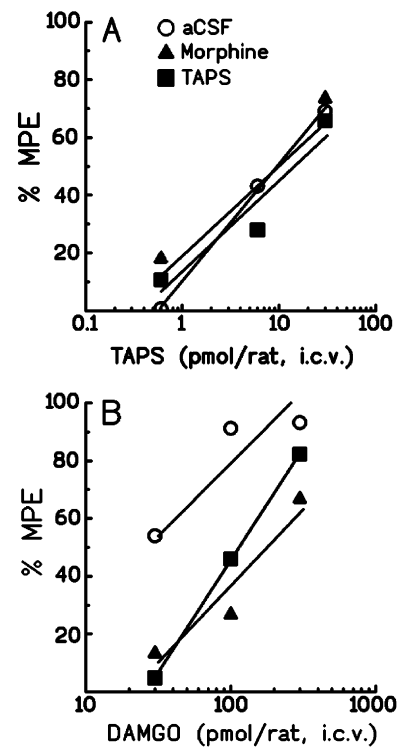 A
aCSF
Morphine
TAPS
100
80
60
40
20
% MPE
0.1 1 10 100
TAPS (pmol/rat, i.c.v.)
B
100
80
60
40
20
% MPE
10 100 1000
DAMGO (pmol/rat, i.c.v.)